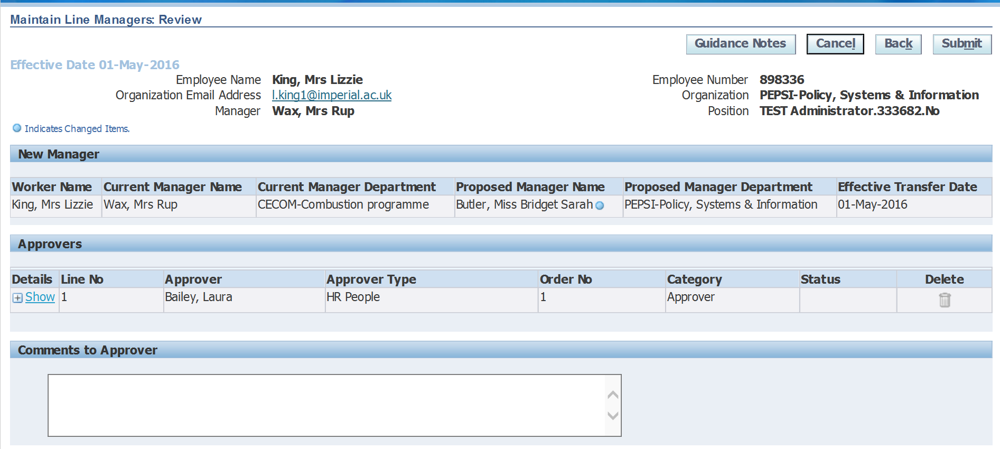 Maintain Line Managers: Review
Guidance Notes Cancel Back Submit
Effective Date 01-May-2016
Employee Name King, Mrs Lizzie Employee Number 898336
Organization Email Address l.king1@imperial.ac.uk Organization PEPSI-Policy, Systems & Information
Manager Wax, Mrs Rup Position TEST Administrator.333682.No
Indicates Changed Items.
New Manager
Worker Name Current Manager Name Current Manager Department Proposed Manager Name Proposed Manager Department Effective Transfer Date
King, Mrs Lizzie Wax, Mrs Rup CECOM-Combustion programme Butler, Miss Bridget Sarah PEPSI-Policy, Systems & Information 01-May-2016
Approvers
Details Line No Approver Approver Type Order No Category Status Delete
Show 1 Bailey, Laura HR People 1 Approver
Comments to Approver